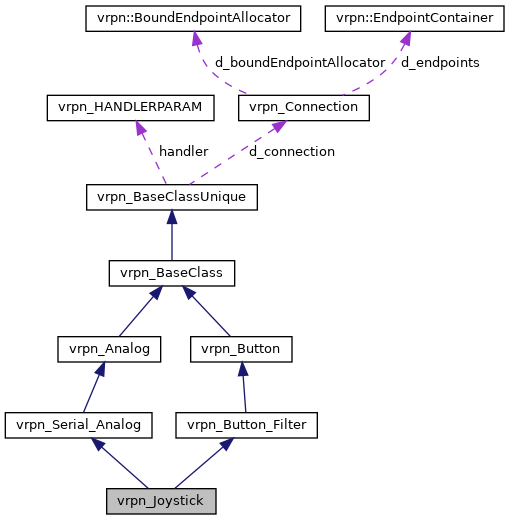 vrpn::BoundEndpointAllocator
vrpn::EndpointContainer
d_boundEndpointAllocator
d_endpoints
vrpn_HANDLERPARAM
vrpn_Connection
handler
d_connection
vrpn_BaseClassUnique
vrpn_BaseClass
vrpn_Analog
vrpn_Button
vrpn_Serial_Analog
vrpn_Button_Filter
vrpn_Joystick